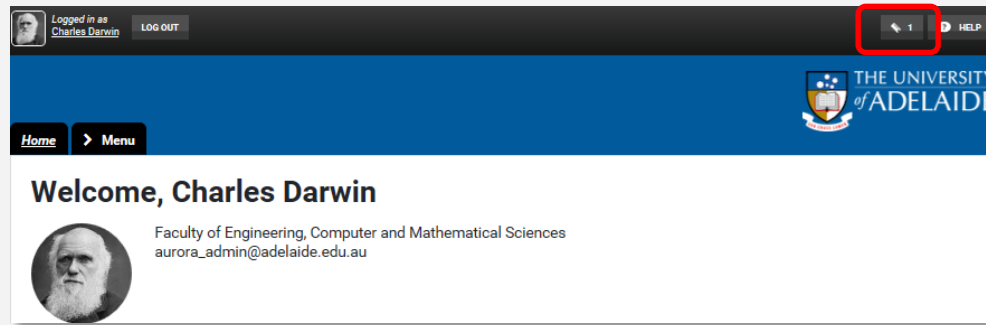 Logged in as
Charles Darwin
LOG OUT
1
? HELP
THE UNIVERSITY
of ADELAIDE
Home
> Menu
Welcome, Charles Darwin
Faculty of Engineering, Computer and Mathematical Sciences
aurora_admin@adelaide.edu.au